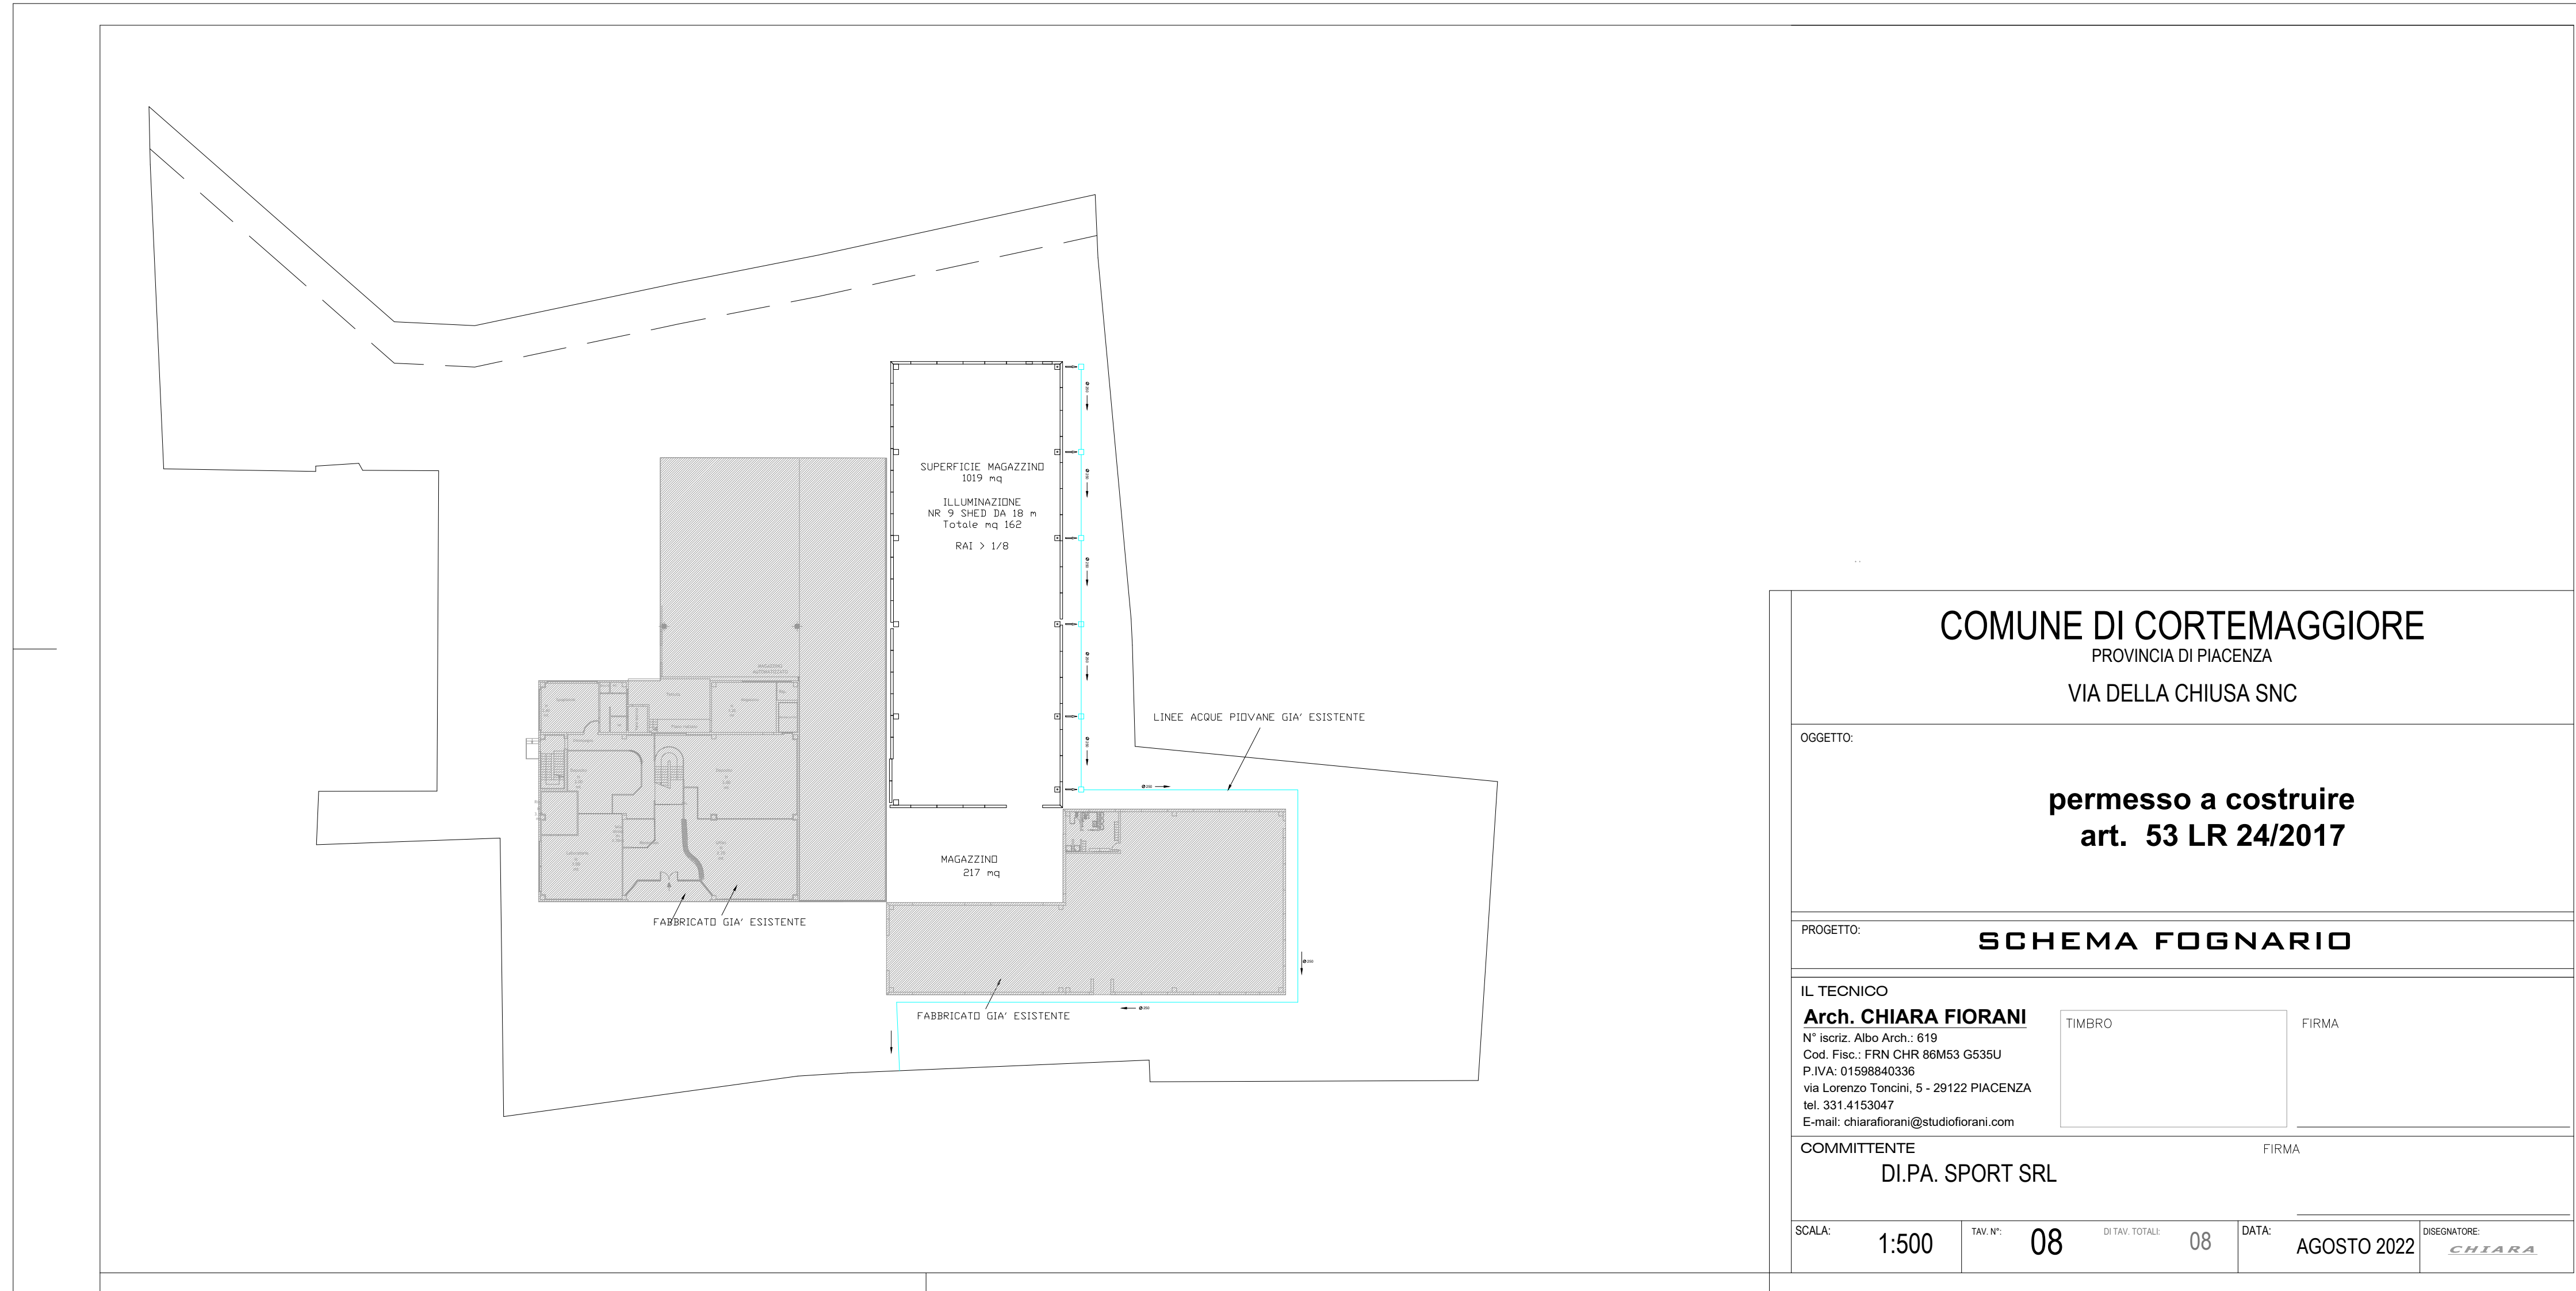 SUPERFICIE MAGAZZINO
1019 mq
ILLUMINAZIONE
NR 9 SHED DA 18 m
Totale mq 162
RAI > 1/8
MAGAZZINO
AUTOMATIZZATO
LINEE ACQUE PIOVANE GIA' ESISTENTE
MAGAZZINO
217 mq
FABBRICATO GIA' ESISTENTE
FABBRICATO GIA' ESISTENTE
COMUNE DI CORTEMAGGIORE
PROVINCIA DI PIACENZA
VIA DELLA CHIUSA SNC
OGGETTO:
permesso a costruire
art. 53 LR 24/2017
PROGETTO:
SCHEMA FOGNARIO
IL TECNICO
Arch. CHIARA FIORANI
N° iscriz. Albo Arch.: 619
Cod. Fisc.: FRN CHR 86M53 G535U
P.IVA: 01598840336
via Lorenzo Toncini, 5 - 29122 PIACENZA
tel. 331.4153047
E-mail: chiarafiorani@studiofiorani.com
TIMBRO
FIRMA
COMMITTENTE
FIRMA
DI.PA. SPORT SRL
SCALA:
1:500
TAV. N°:
08
DI TAV. TOTALI:
08
DATA:
AGOSTO 2022
DISEGNATORE:
CHIARA